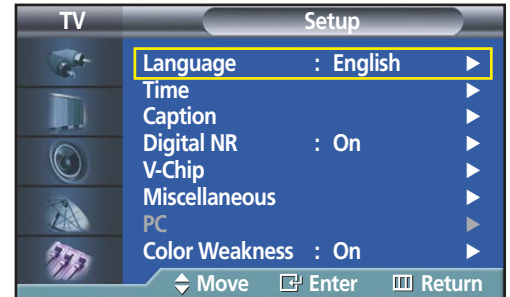 TV Setup
Language : English
Time
Caption
Digital NR : On
V-Chip
Miscellaneous
PC
Color Weakness : On
Move Enter Return